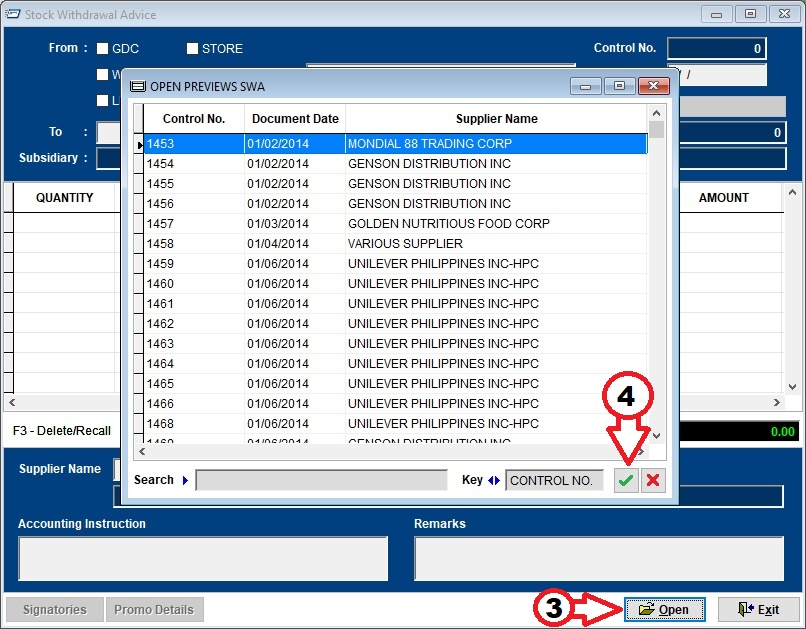 Stock Withdrawal Advice
From : GDC STORE Control No. 0
W / /
L
To : 0
Subsidiary :
OPEN PREVIEWS SWA
Control No. Document Date Supplier Name
1453 01/02/2014 MONDIAL 88 TRADING CORP
1454 01/02/2014 GENSON DISTRIBUTION INC
1455 01/02/2014 GENSON DISTRIBUTION INC
1456 01/02/2014 GENSON DISTRIBUTION INC
1457 01/03/2014 GOLDEN NUTRITIOUS FOOD CORP
1458 01/04/2014 VARIOUS SUPPLIER
1459 01/06/2014 UNILEVER PHILIPPINES INC-HPC
1460 01/06/2014 UNILEVER PHILIPPINES INC-HPC
1461 01/06/2014 UNILEVER PHILIPPINES INC-HPC
1462 01/06/2014 UNILEVER PHILIPPINES INC-HPC
1463 01/06/2014 UNILEVER PHILIPPINES INC-HPC
1464 01/06/2014 UNILEVER PHILIPPINES INC-HPC
1465 01/06/2014 UNILEVER PHILIPPINES INC-HPC
1466 01/06/2014 UNILEVER PHILIPPINES INC-HPC
1468 01/06/2014 UNILEVER PHILIPPINES INC-HPC
1469 01/06/2014 GENSON DISTRIBUTION INC
Search Key CONTROL NO.
4
QUANTITY AMOUNT
F3 - Delete/Recall 0.00
Supplier Name
Accounting Instruction Remarks
Signatories Promo Details 3 Open Exit